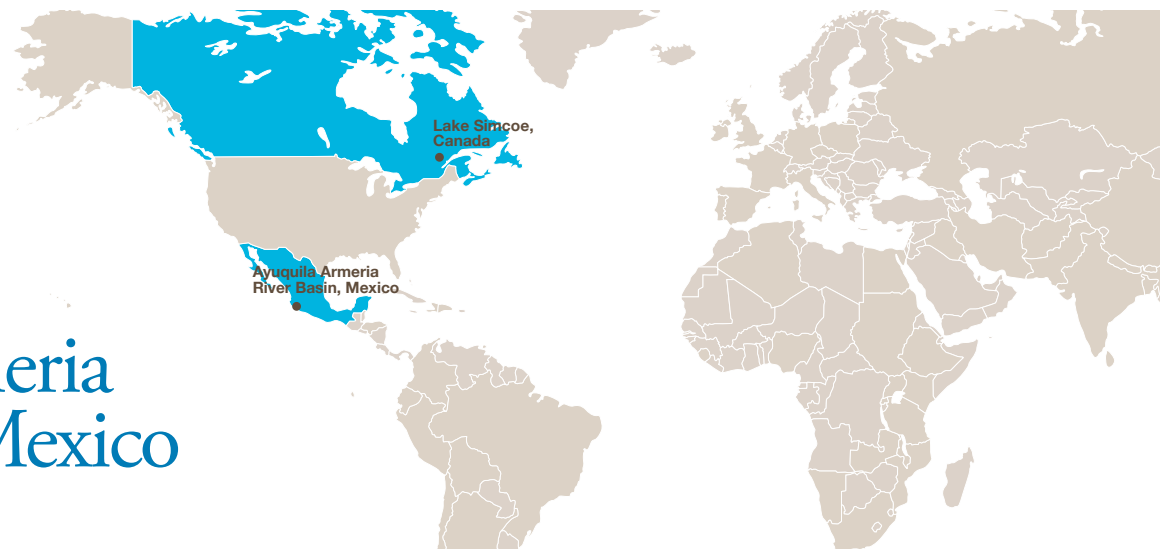 Lake Simcoe,
Canada
Ayuquila Armeria
River Basin, Mexico
eria
Mexico